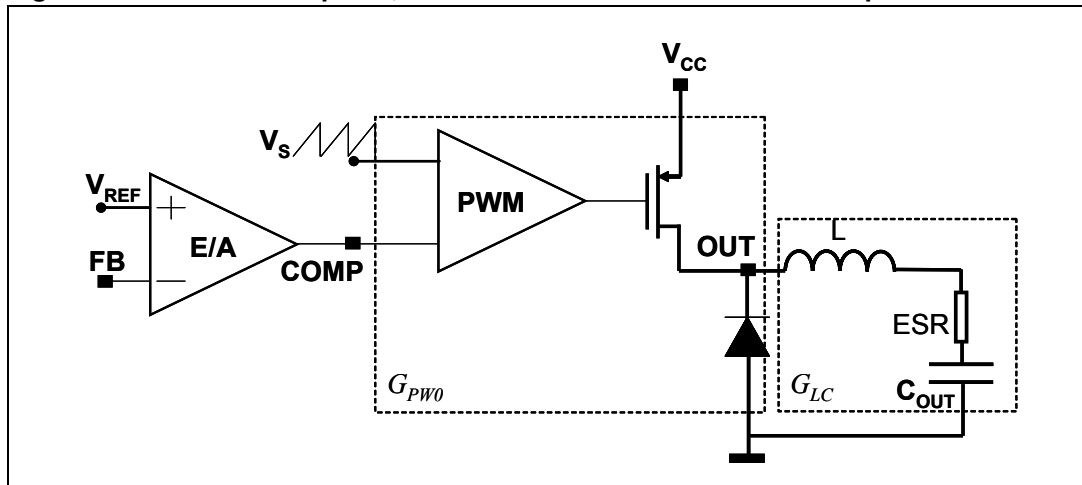 V_CC
V_S
V_REF
+
PWM
E/A
OUT
L
FB
−
COMP
ESR
G_PW0
G_LC
C_OUT